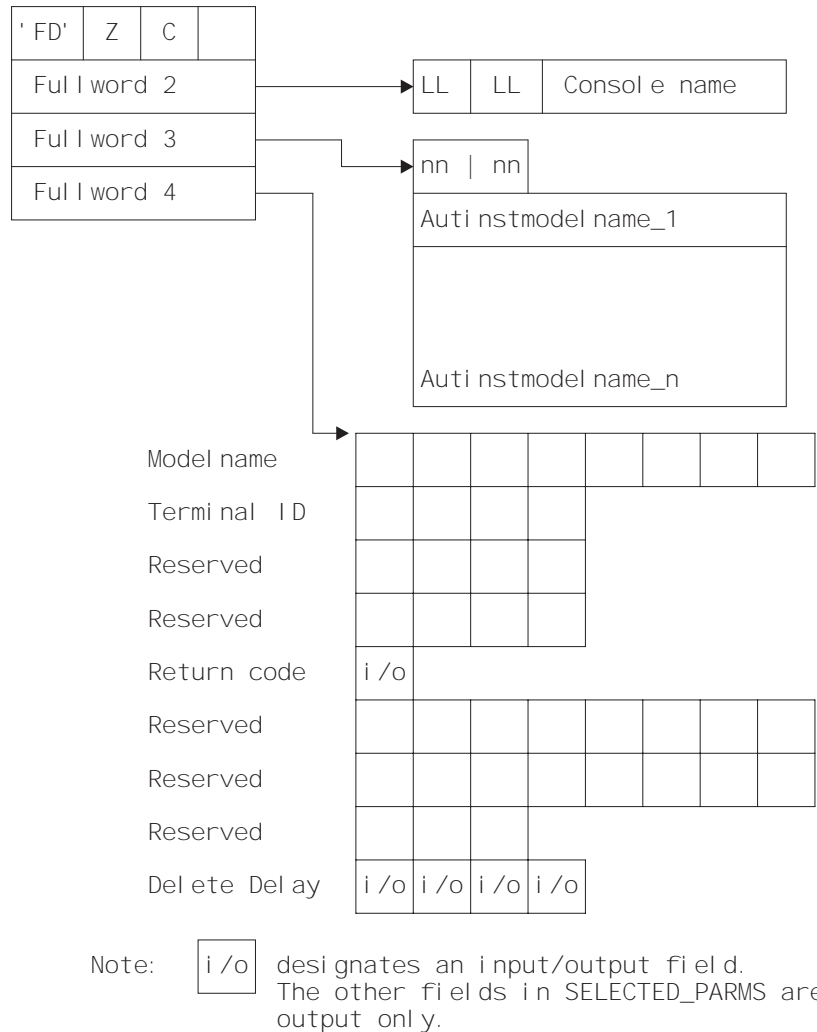 'FD' Z C
Fullword 2
LL LL Console name
Fullword 3
nn | nn
Fullword 4
Autinstmodelname_1
Autinstmodelname_n
Modelname
Terminal ID
Reserved
Reserved
Return code i/o
Reserved
Reserved
Reserved
Delete Delay i/o i/o i/o i/o
Note: i/o designates an input/output field.
The other fields in SELECTED_PARMS are
output only.